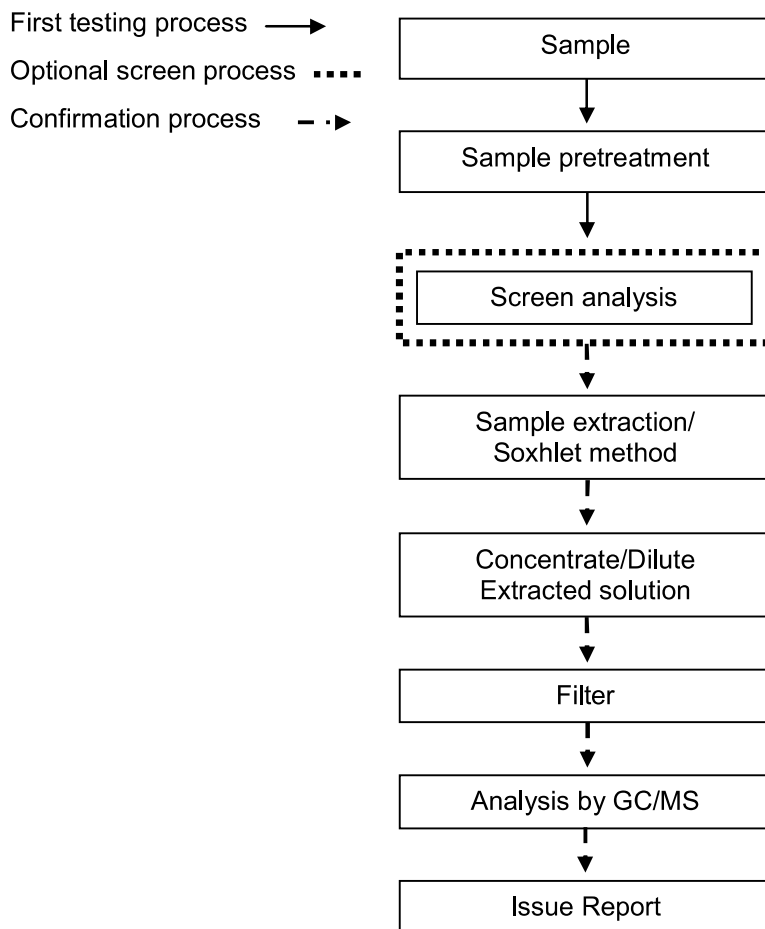 First testing process
Optional screen process
Confirmation process
Sample
Sample pretreatment
Screen analysis
Sample extraction/
Soxhlet method
Concentrate/Dilute
Extracted solution
Filter
Analysis by GC/MS
Issue Report